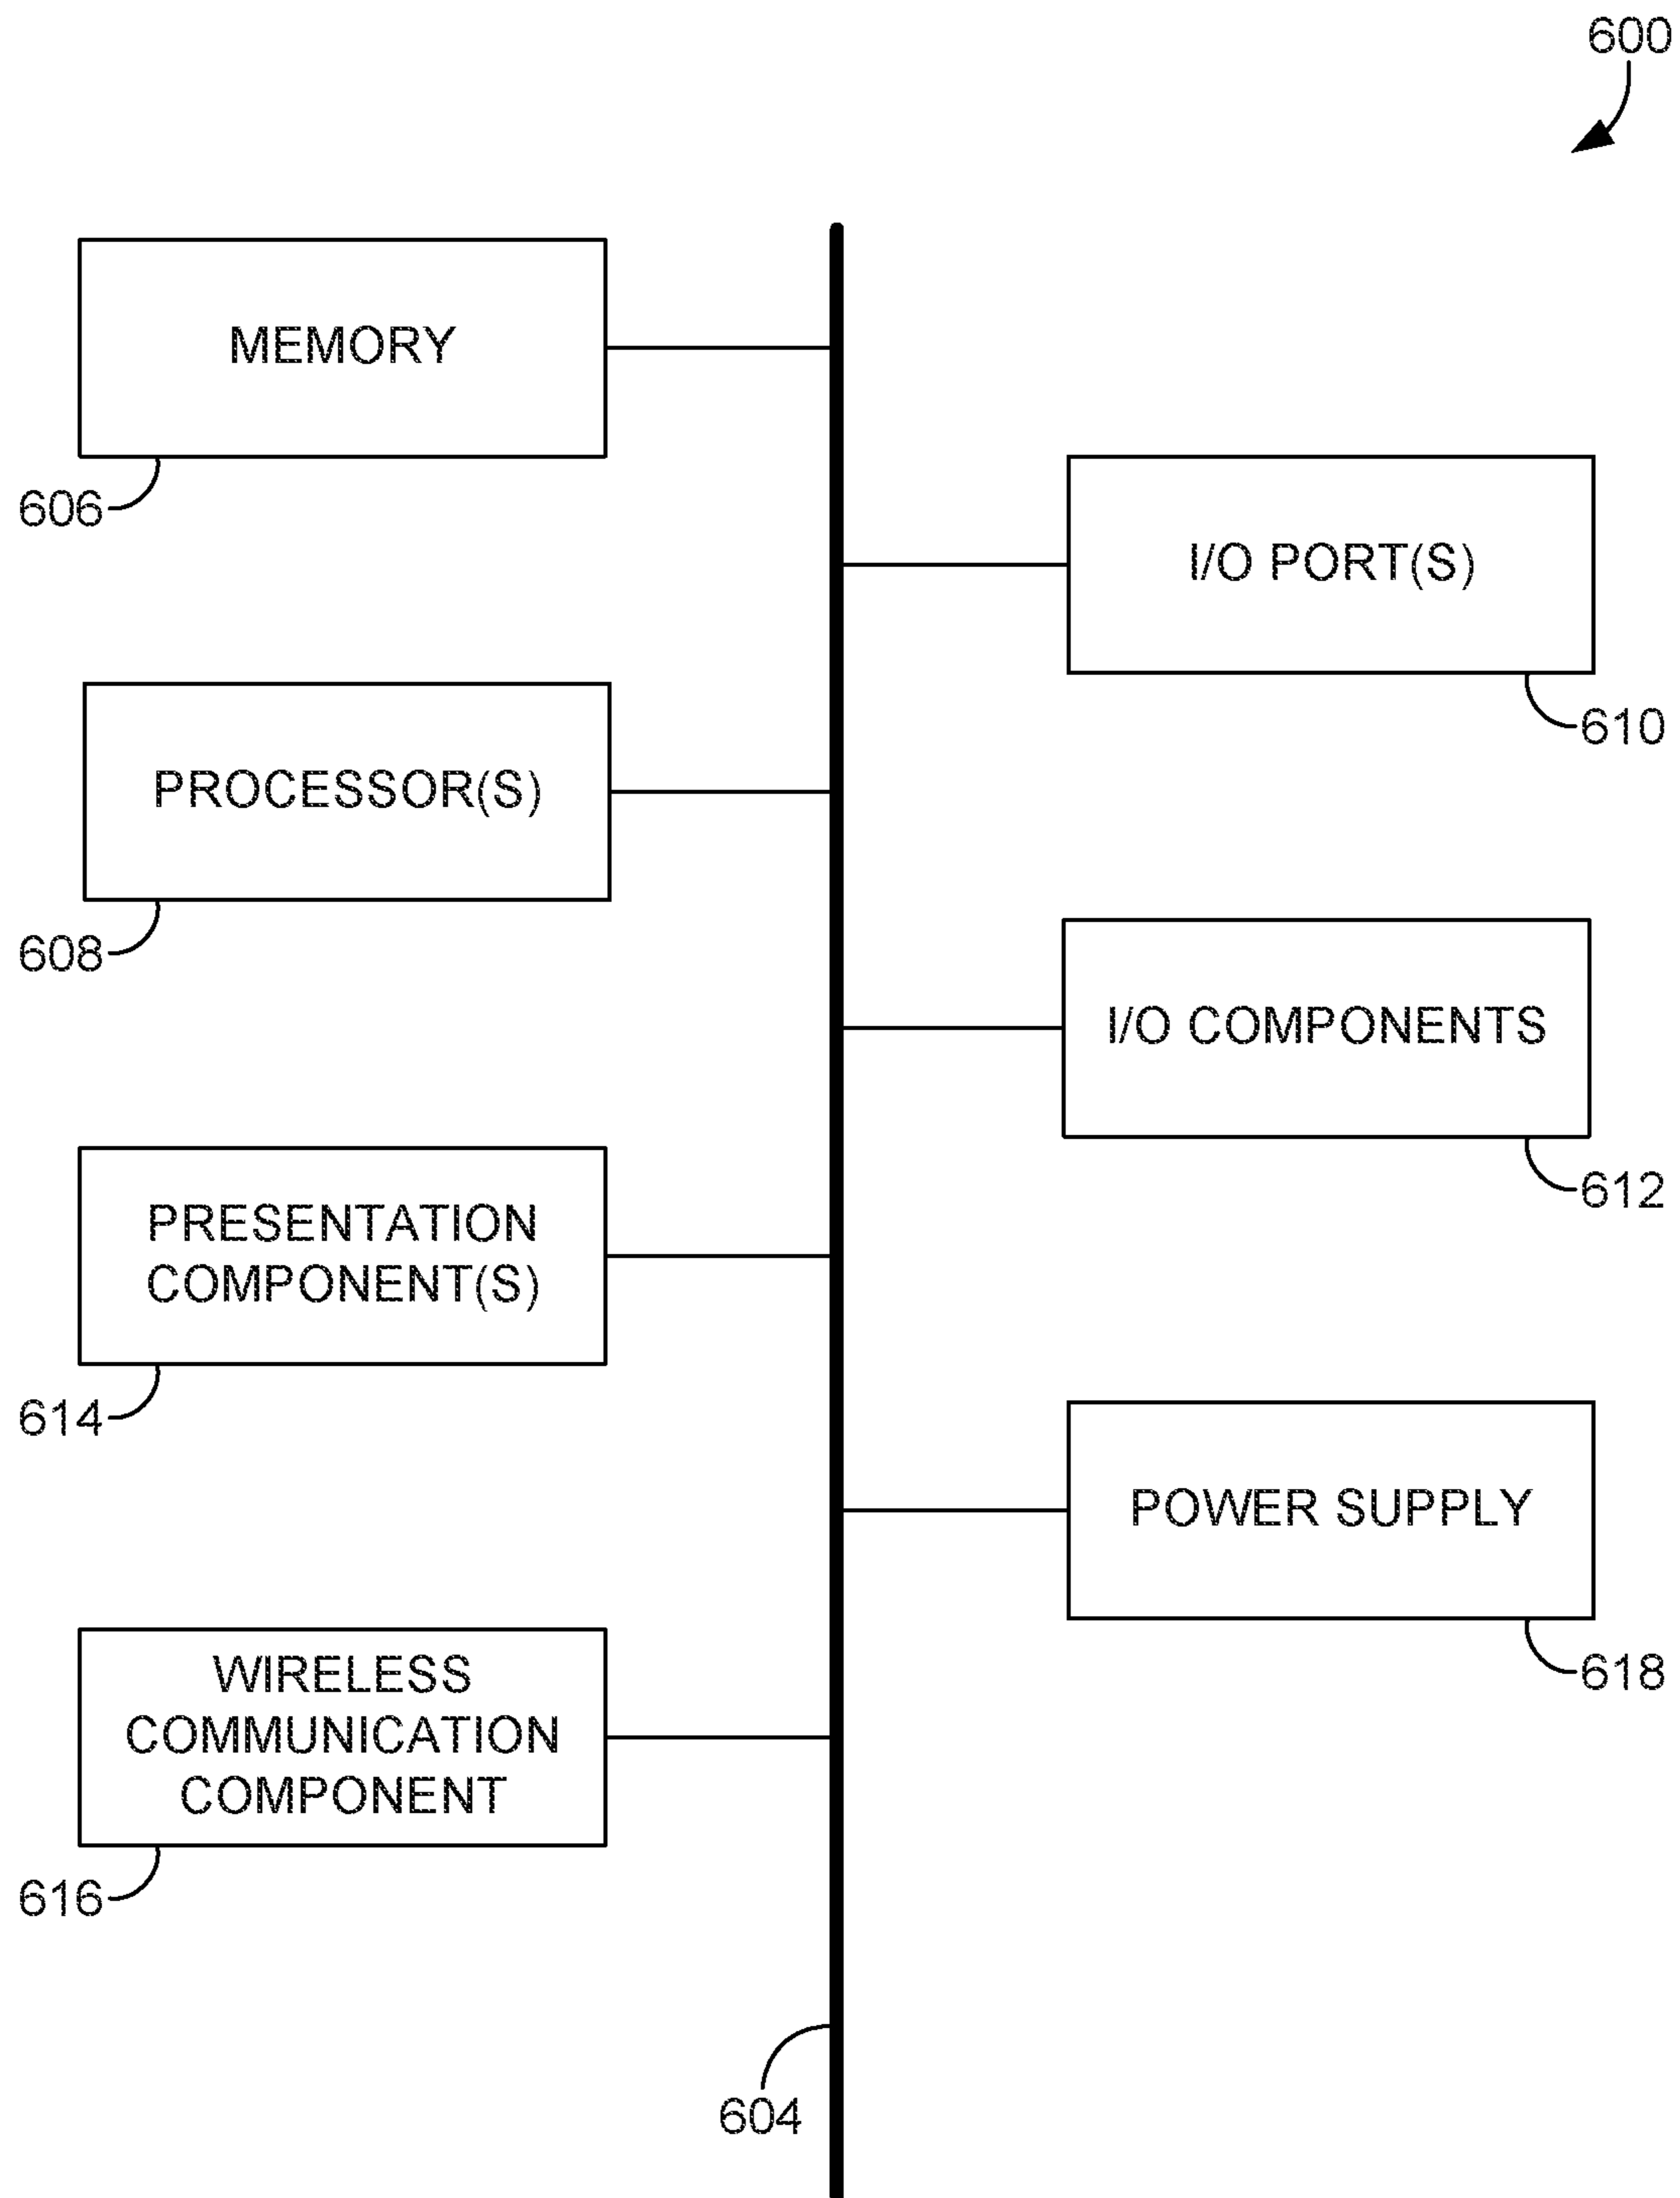 600
MEMORY
606
I/O PORT(S)
610
PROCESSOR(S)
608
I/O COMPONENTS
612
PRESENTATION
COMPONENT(S)
614
POWER SUPPLY
618
WIRELESS
COMMUNICATION
COMPONENT
616
604